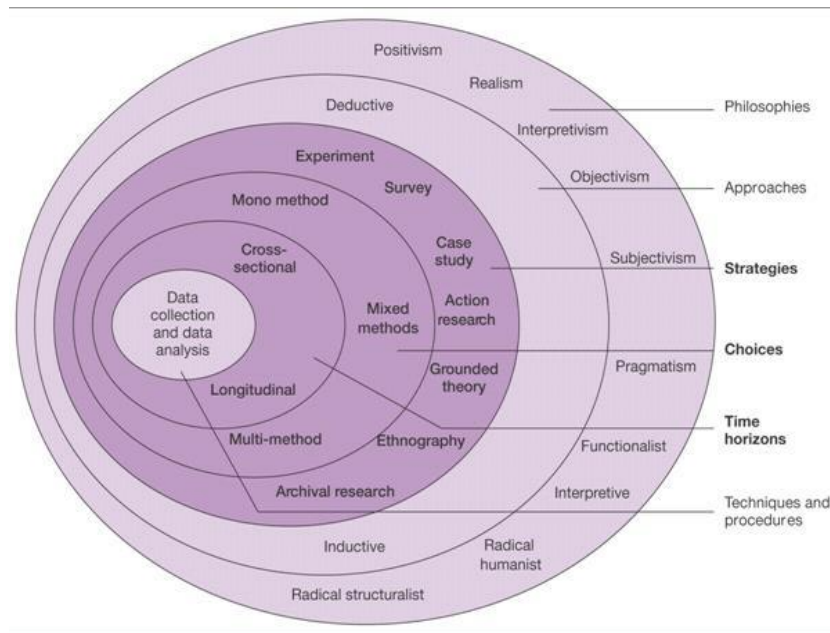 Positivism
Realism
Philosophies
Deductive
Interpretivism
Experiment
Objectivism
Approaches
Survey
Mono method
Cross-
sectional
Case
study
Subjectivism
Strategies
Data
collection
and data
analysis
Mixed
methods
Action
research
Choices
Grounded
theory
Pragmatism
Longitudinal
Time
horizons
Multi-method
Ethnography
Functionalist
Archival research
Interpretive
Techniques and
procedures
Inductive
Radical
humanist
Radical structuralist